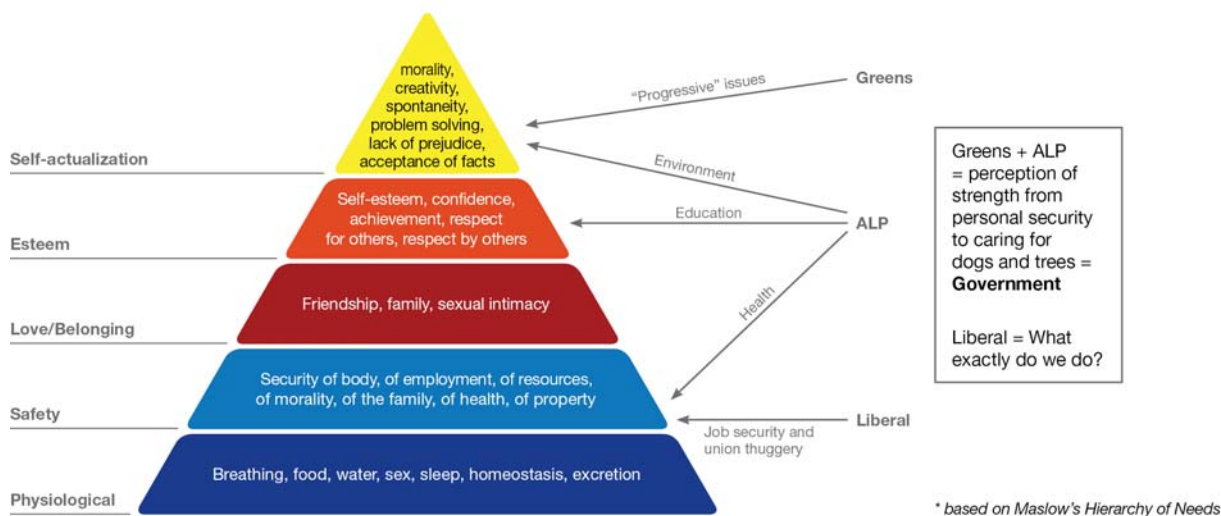 morality,
creativity,
spontaneity,
problem solving,
lack of prejudice,
acceptance of facts
Self-actualization
Self-esteem, confidence,
achievement, respect
for others, respect by others
Esteem
Friendship, family, sexual intimacy
Love/Belonging
Security of body, of employment, of resources,
of morality, of the family, of health, of property
Safety
Breathing, food, water, sex, sleep, homeostasis, excretion
Physiological
"Progressive" issues
Greens
Environment
Education
ALP
Health
Job security and
union thuggery
Liberal
Greens + ALP
= perception of
strength from
personal security
to caring for
dogs and trees =
Government
Liberal = What
exactly do we do?
* based on Maslow's Hierarchy of Needs